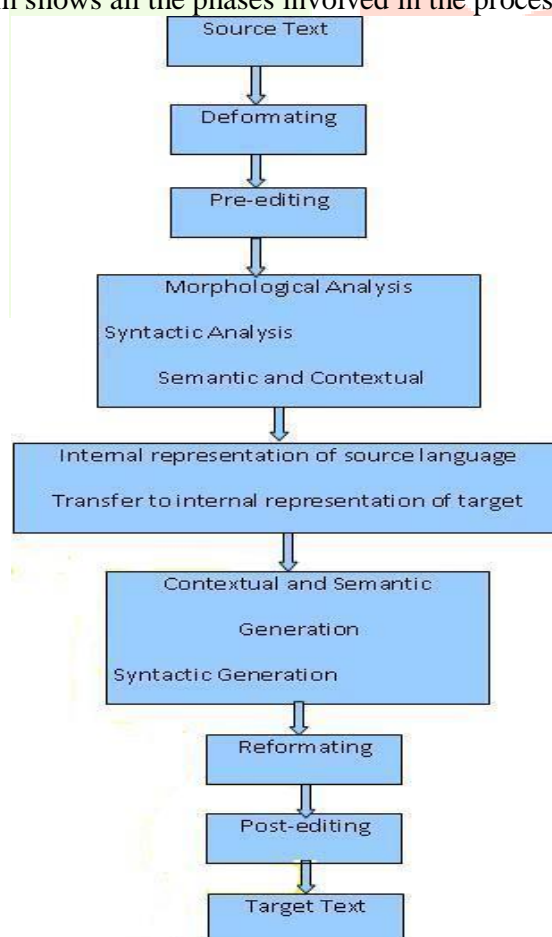 shows all the phases involved in the proces
Source Text
Deformating
Pre-editing
Morphological Analysis
Syntactic Analysis
Semantic and Contextual
Internal representation of source language
Transfer to internal representation of target
Contextual and Semantic
Generation
Syntactic Generation
Reformating
Post-editing
Target Text